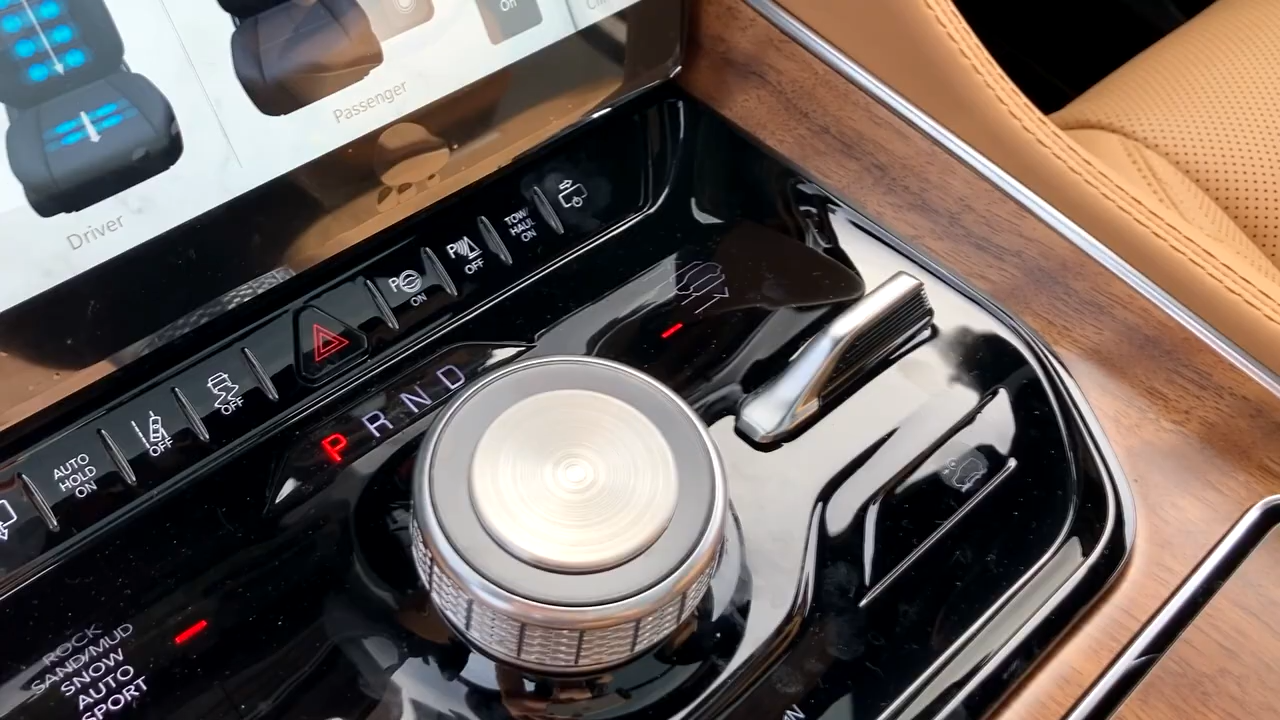 On
Passenger
Driver
TOW/
HAUL
ON
P
OFF
P
ON
OFF
OFF
AUTO
HOLD
ON
P R N D
ROCK
SAND/MUD
SNOW
AUTO
SPORT